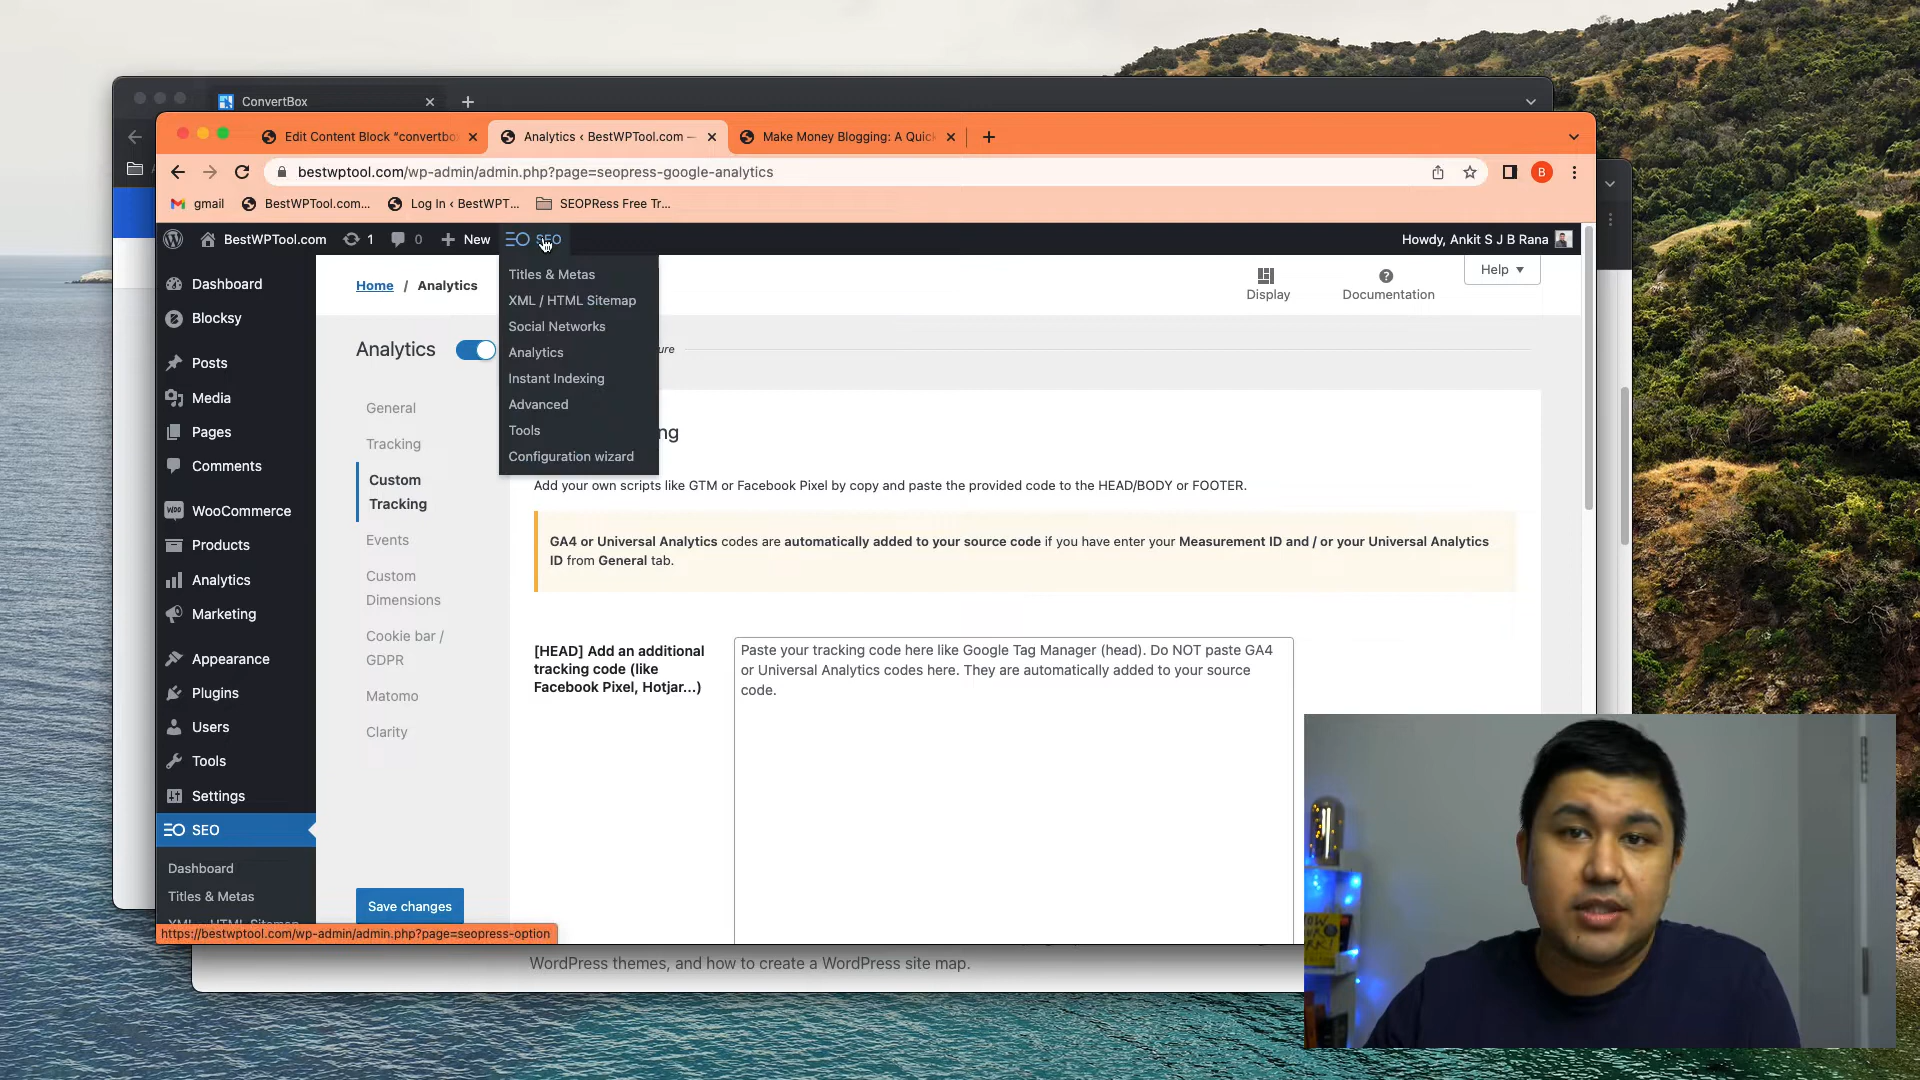 ConvertBox
Edit Content Block "convertbo
Analytics ‹ BestWPTool.com —
Make Money Blogging: A Quick
bestwptool.com/wp-admin/admin.php?page=seopress-google-analytics
B
gmail
BestWPTool.com...
Log In ‹ BestWPT...
SEOPRess Free Tr...
BestWPTool.com
1
0
New
SEO
Howdy, Ankit S J B Rana
Dashboard
Blocksy
Posts
Media
Pages
Comments
WooCommerce
Products
Analytics
Marketing
Appearance
Plugins
Users
Tools
Settings
SEO
Dashboard
Titles & Metas
XML - HTML Sitemap
Titles & Metas
XML / HTML Sitemap
Social Networks
Analytics
Instant Indexing
Advanced
Tools
Configuration wizard
Home / Analytics
Display
Documentation
Help
Analytics
ure
General
Tracking
Custom
Tracking
Events
Custom
Dimensions
Cookie bar /
GDPR
Matomo
Clarity
Save changes
ng
Add your own scripts like GTM or Facebook Pixel by copy and paste the provided code to the HEAD/BODY or FOOTER.
GA4 or Universal Analytics codes are automatically added to your source code if you have enter your Measurement ID and / or your Universal Analytics
ID from General tab.
[HEAD] Add an additional
tracking code (like
Facebook Pixel, Hotjar...)
Paste your tracking code here like Google Tag Manager (head). Do NOT paste GA4
or Universal Analytics codes here. They are automatically added to your source
code.
https://bestwptool.com/wp-admin/admin.php?page=seopress-option
WordPress themes, and how to create a WordPress site map.